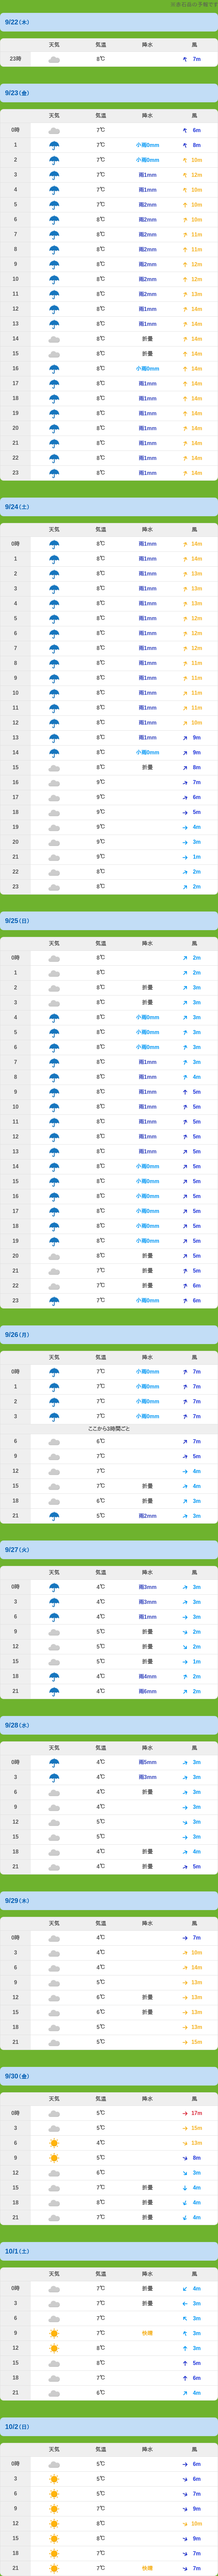 の予報です
9/22(木)
天気 気温 降水 風
23時 8℃ 7m
9/23(金)
天気 気温 降水 風
0時 7℃ 6m
1 7℃ 小雨0mm 8m
2 7℃ 小雨0mm 10m
3 7℃ 雨1mm 12m
4 7℃ 雨1mm 10m
5 7℃ 雨2mm 10m
6 8℃ 雨2mm 10m
7 8℃ 雨2mm 11m
8 8℃ 雨2mm 11m
9 8℃ 雨2mm 12m
10 8℃ 雨2mm 12m
11 8℃ 雨2mm 13m
12 8℃ 雨1mm 14m
13 8℃ 雨1mm 14m
14 8℃ 折畳 14m
15 8℃ 折畳 14m
16 8℃ 小雨0mm 14m
17 8℃ 雨1mm 14m
18 8℃ 雨1mm 14m
19 8℃ 雨1mm 14m
20 8℃ 雨1mm 14m
21 8℃ 雨1mm 14m
22 8℃ 雨1mm 14m
23 8℃ 雨1mm 14m
9/24(土)
天気 気温 降水 風
0時 8℃ 雨1mm 14m
1 8℃ 雨1mm 14m
2 8℃ 雨1mm 13m
3 8℃ 雨1mm 13m
4 8℃ 雨1mm 13m
5 8℃ 雨1mm 12m
6 8℃ 雨1mm 12m
7 8℃ 雨1mm 12m
8 8℃ 雨1mm 11m
9 8℃ 雨1mm 11m
10 8℃ 雨1mm 11m
11 8℃ 雨1mm 11m
12 8℃ 雨1mm 10m
13 8℃ 雨1mm 9m
14 8℃ 小雨0mm 9m
15 8℃ 折畳 8m
16 9℃ 7m
17 9℃ 6m
18 9℃ 5m
19 9℃ 4m
20 9℃ 3m
21 9℃ 1m
22 8℃ 2m
23 8℃ 2m
9/25(日)
天気 気温 降水 風
0時 8℃ 2m
1 8℃ 2m
2 8℃ 折畳 3m
3 8℃ 折畳 3m
4 8℃ 小雨0mm 3m
5 8℃ 小雨0mm 3m
6 8℃ 小雨0mm 3m
7 8℃ 雨1mm 3m
8 8℃ 雨1mm 4m
9 8℃ 雨1mm 5m
10 8℃ 雨1mm 5m
11 8℃ 雨1mm 5m
12 8℃ 雨1mm 5m
13 8℃ 雨1mm 5m
14 8℃ 小雨0mm 5m
15 8℃ 小雨0mm 5m
16 8℃ 小雨0mm 5m
17 8℃ 小雨0mm 5m
18 8℃ 小雨0mm 5m
19 8℃ 小雨0mm 5m
20 8℃ 折畳 5m
21 7℃ 折畳 5m
22 7℃ 折畳 6m
23 7℃ 小雨0mm 6m
9/26(月)
天気 気温 降水 風
0時 7℃ 小雨0mm 7m
1 7℃ 小雨0mm 7m
2 7℃ 小雨0mm 7m
3 7℃ 小雨0mm 7m
ここから3時間ごと
6 6℃ 7m
9 7℃ 5m
12 7℃ 4m
15 7℃ 折畳 4m
18 6℃ 折畳 3m
21 5℃ 雨2mm 3m
9/27(火)
天気 気温 降水 風
0時 4℃ 雨3mm 3m
3 4℃ 雨3mm 3m
6 4℃ 雨1mm 3m
9 5℃ 折畳 2m
12 5℃ 折畳 2m
15 5℃ 折畳 1m
18 4℃ 雨4mm 2m
21 4℃ 雨6mm 2m
9/28(水)
天気 気温 降水 風
0時 4℃ 雨5mm 3m
3 4℃ 雨3mm 3m
6 4℃ 折畳 3m
9 4℃ 3m
12 5℃ 3m
15 5℃ 3m
18 4℃ 折畳 4m
21 4℃ 折畳 5m
9/29(木)
天気 気温 降水 風
0時 4℃ 7m
3 4℃ 10m
6 4℃ 14m
9 5℃ 13m
12 6℃ 折畳 13m
15 6℃ 折畳 13m
18 5℃ 13m
21 5℃ 15m
9/30(金)
天気 気温 降水 風
0時 5℃ 17m
3 5℃ 15m
6 4℃ 13m
9 5℃ 8m
12 6℃ 3m
15 7℃ 折畳 4m
18 8℃ 折畳 4m
21 7℃ 折畳 4m
10/1(土)
天気 気温 降水 風
0時 7℃ 折畳 4m
3 7℃ 折畳 3m
6 7℃ 3m
9 7℃ 快晴 3m
12 8℃ 3m
15 8℃ 5m
18 7℃ 6m
21 6℃ 4m
10/2(日)
天気 気温 降水 風
0時 5℃ 6m
3 5℃ 6m
6 5℃ 7m
9 7℃ 9m
12 8℃ 10m
15 8℃ 9m
18 7℃ 7m
21 7℃ 快晴 7m